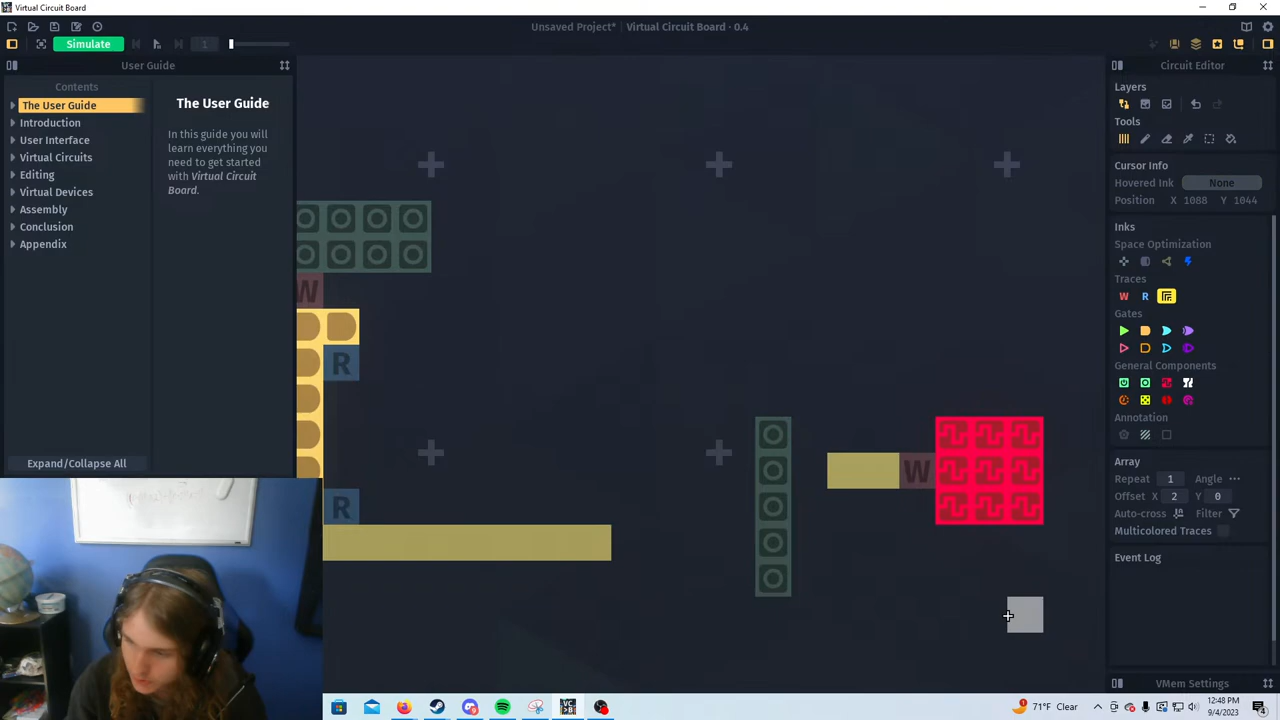 Virtual Circuit Board
Unsaved Project* Virtual Circuit Board - 0.4
Simulate
1
User Guide
Contents
The User Guide
Introduction
User Interface
Virtual Circuits
Editing
Virtual Devices
Assembly
Conclusion
Appendix
Expand/Collapse All
The User Guide
In this guide you will
learn everything you
need to get started
with Virtual Circuit
Board.
W
R
R
W
Circuit Editor
Layers
Tools
Cursor Info
Hovered Ink None
Position X 1088 Y 1044
Inks
Space Optimization
Traces
W R
Gates
General Components
Annotation
Array
Repeat 1 Angle
Offset X 2 Y 0
Auto-cross Filter
Multicolored Traces
Event Log
VMem Settings
71°F Clear
12:48 PM
9/4/2023